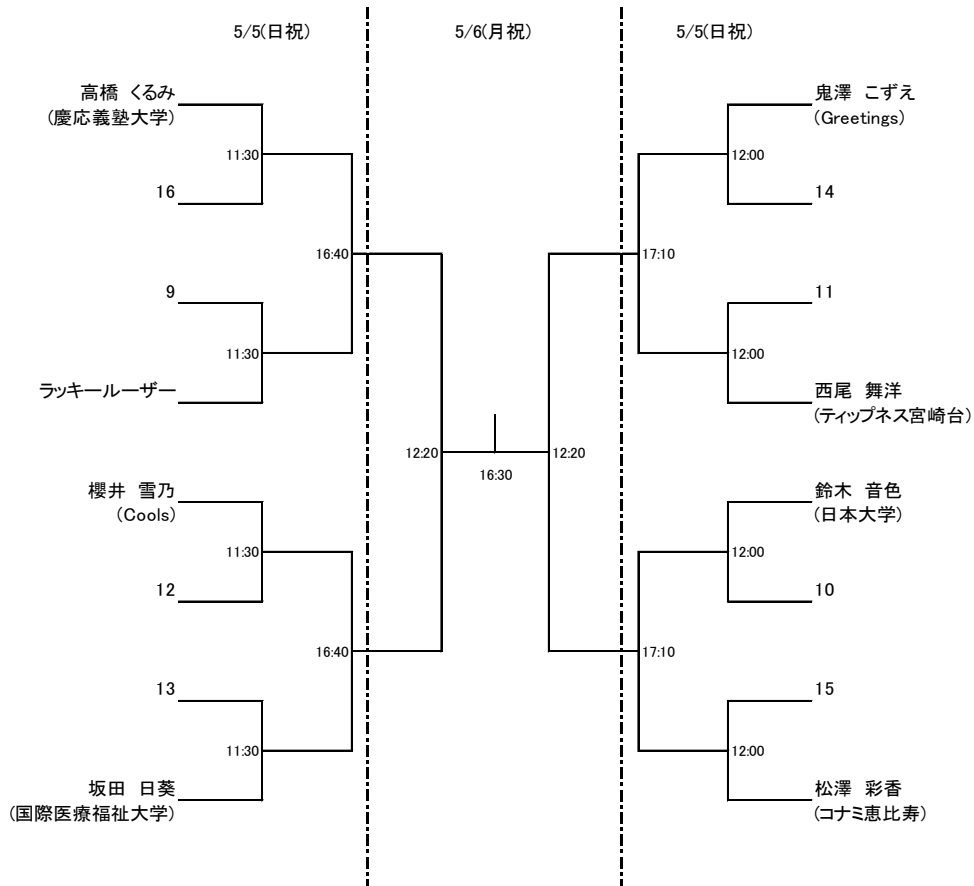 5/5(日祝)
5/6(月祝)
5/5(日祝)
高橋 くるみ
(慶応義塾大学)
11:30
16
16:40
9
11:30
ラッキールーザー
12:20
櫻井 雪乃
(Cools)
11:30
12
16:40
13
11:30
坂田 日葵
(国際医療福祉大学)
16:30
鬼澤 こずえ
(Greetings)
12:00
14
17:10
11
12:00
西尾 舞洋
(ティップネス宮崎台)
12:20
鈴木 音色
(日本大学)
12:00
10
17:10
15
12:00
松澤 彩香
(コナミ恵比寿)